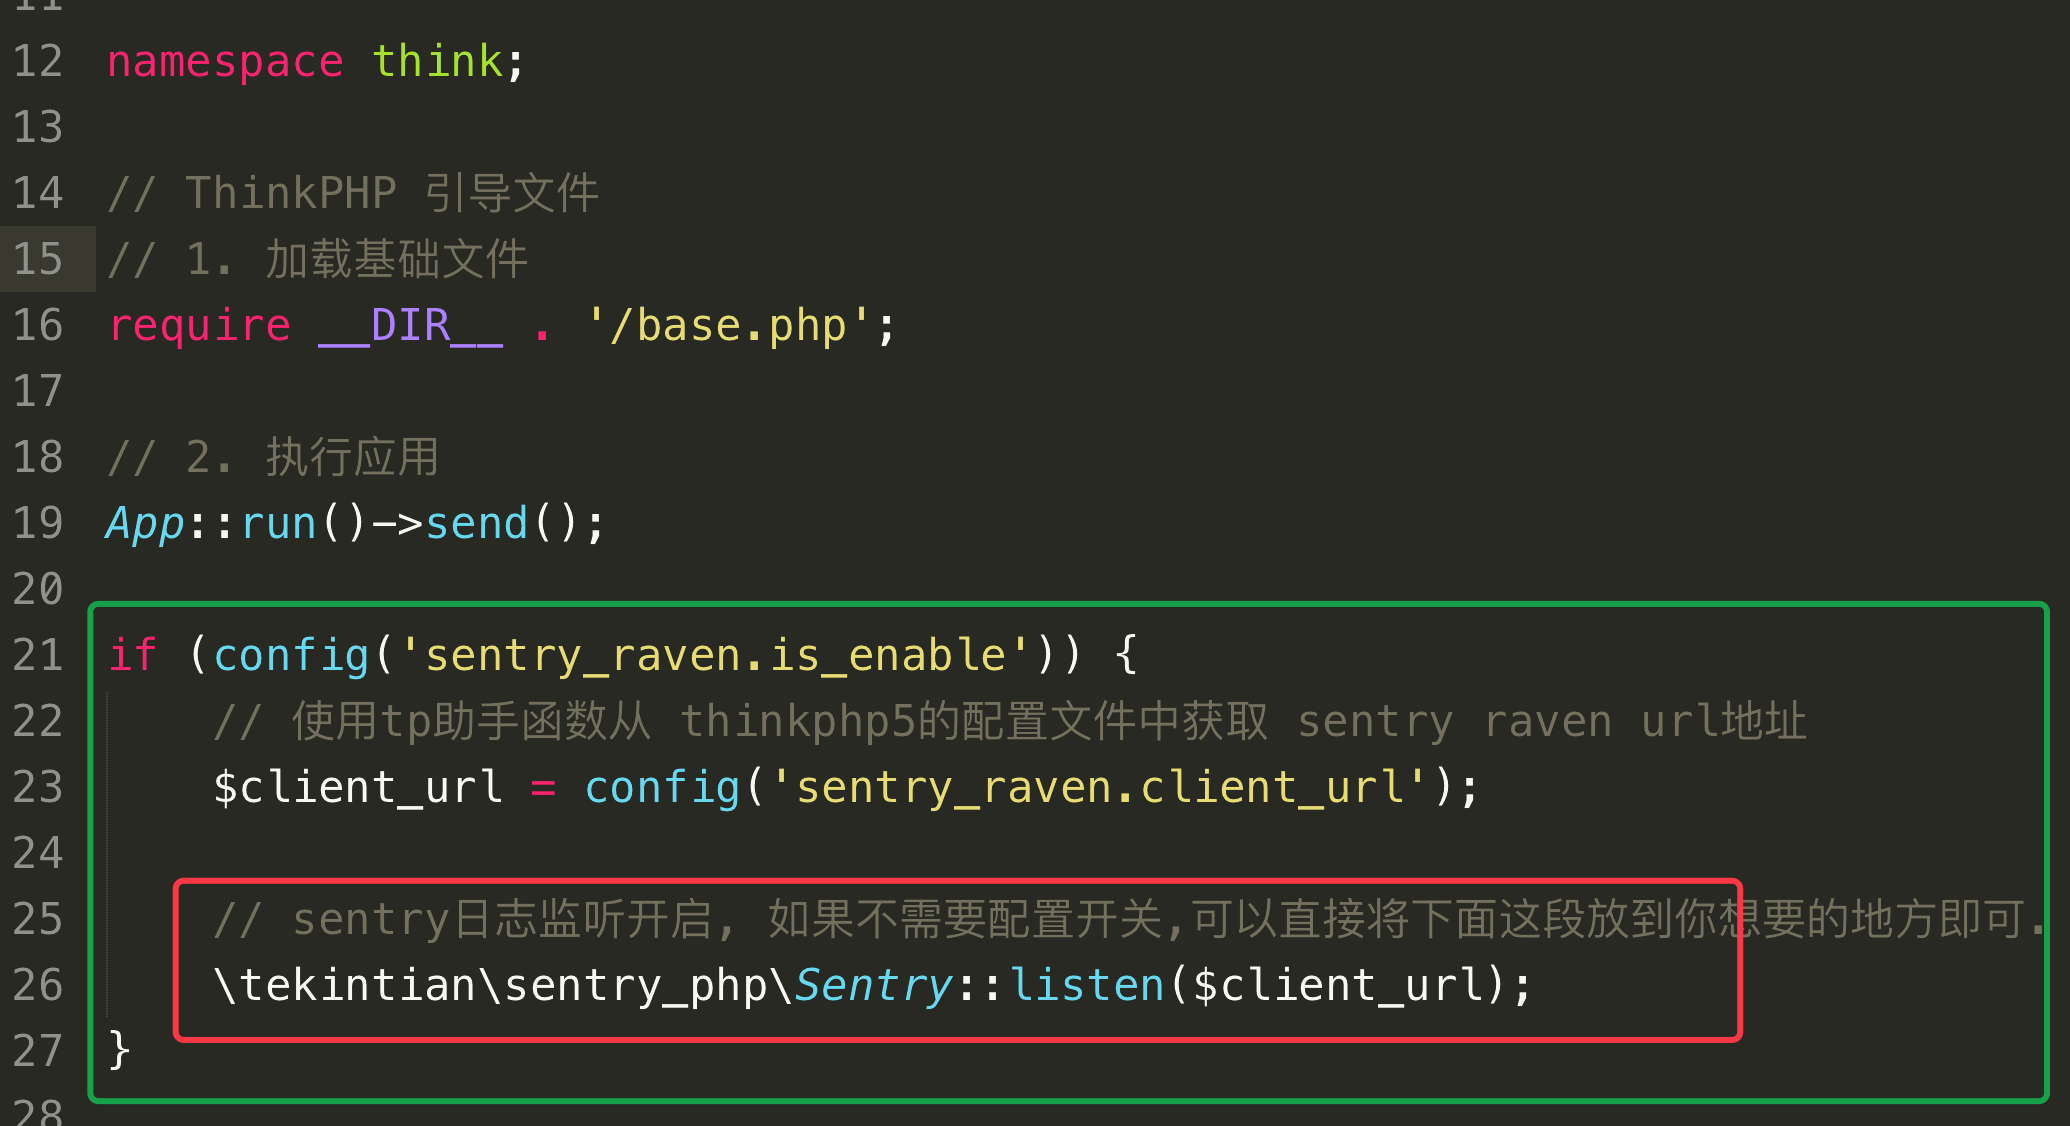 11
12 namespace think;
13
14 // ThinkPHP 引导文件
15 // 1. 加载基础文件
16 require __DIR__ . '/base.php';
17
18 // 2. 执行应用
19 App::run()->send();
20
21 if (config('sentry_raven.is_enable')) {
22     // 使用tp助手函数从 thinkphp5的配置文件中获取 sentry raven url地址
23     $client_url = config('sentry_raven.client_url');
24
25     // sentry日志监听开启, 如果不需要配置开关,可以直接将下面这段放到你想要的地方即可.
26     \tekintian\sentry_php\Sentry::listen($client_url);
27 }
28